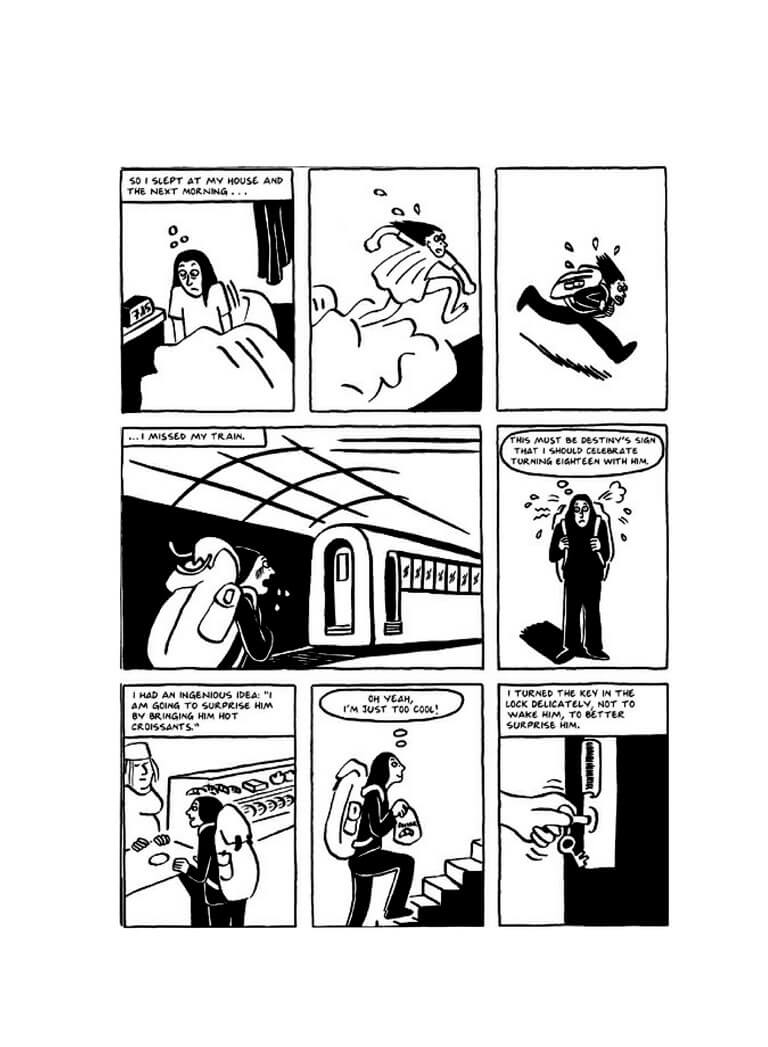 SO I SLEPT AT MY HOUSE AND
THE NEXT MORNING...
7:45
...I MISSED MY TRAIN.
THIS MUST BE DESTINY'S SIGN
THAT I SHOULD CELEBRATE
TURNING EIGHTEEN WITH HIM.
I HAD AN INGENIOUS IDEA: "I
AM GOING TO SURPRISE HIM
BY BRINGING HIM HOT
CROISSANTS."
OH YEAH,
I'M JUST TOO COOL!
I TURNED THE KEY IN THE
LOCK DELICATELY, NOT TO
WAKE HIM, TO BETTER
SURPRISE HIM.